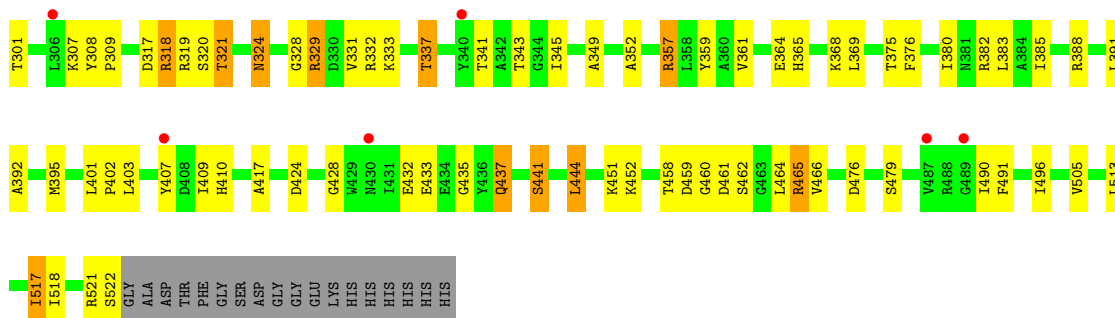 T301 L306 K307 Y308 P309 D317 R318 R319 S320 T321 N324 G328 R329 D330 V331 R332 K333 T337 Y340 T341 A342 T343 G344 I345 A349 A352 R357 L358 Y359 A360 V361 E364 H365 K368 L369 T375 F376 I380 N381 R382 L383 A384 I385 R388 L391
A392 M395 L401 P402 L403 Y407 D408 I409 H410 A417 D424 G428 W429 N430 I431 E432 E433 E434 G435 Y436 Q437 S441 L444 K451 K452 T458 D459 G460 D461 S462 G463 L464 R465 V466 D476 S479 V487 R488 G489 I490 F491 I496 V505 L513
I517 I518 R521 S522 GLY ALA ASP THR PHE GLY SER ASP GLY GLY GLU LYS HIS HIS HIS HIS HIS HIS